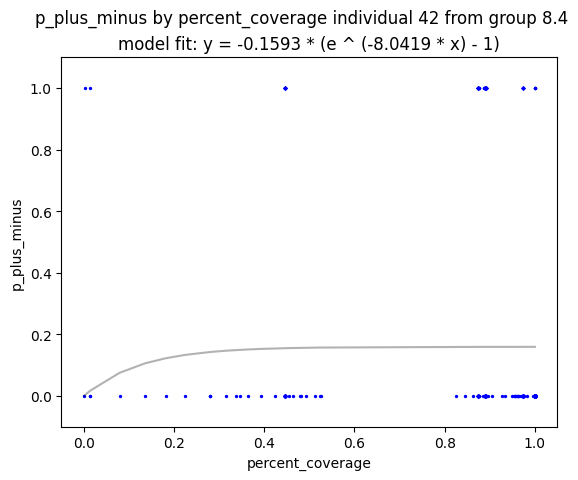 p_plus_minus by percent_coverage individual 42 from group 8.4
model fit: y = -0.1593 * (e ^ (-8.0419 * x) - 1)
1.0
0.8
0.6
0.4
0.2
0.0
p_plus_minus
0.0 0.2 0.4 0.6 0.8 1.0
percent_coverage